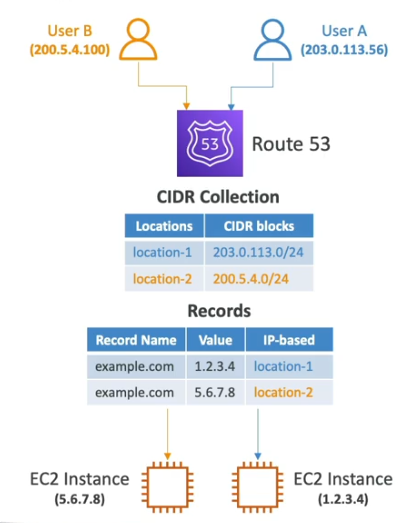 User B
(200.5.4.100)
User A
(203.0.113.56)
53
Route 53
CIDR Collection
Locations CIDR blocks
location-1 203.0.113.0/24
location-2 200.5.4.0/24
Records
Record Name Value IP-based
example.com 1.2.3.4 location-1
example.com 5.6.7.8 location-2
EC2 Instance
(5.6.7.8)
EC2 Instance
(1.2.3.4)